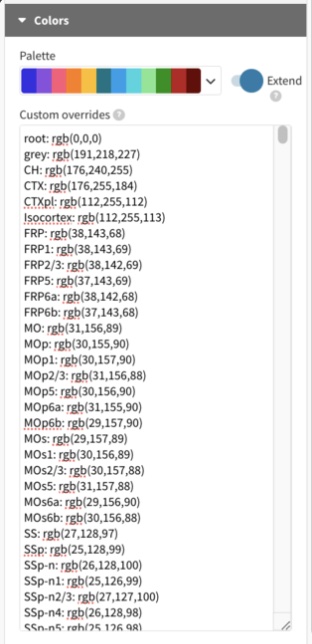 Colors
Palette
Extend
Custom overrides
root: rgb(0,0,0)
grey: rgb(191,218,227)
CH: rgb(176,240,255)
CTX: rgb(176,255,184)
CTXpl: rgb(112,255,112)
Isocortex: rgb(112,255,113)
FRP: rgb(38,143,68)
FRP1: rgb(38,143,69)
FRP2/3: rgb(38,142,69)
FRP5: rgb(37,143,69)
FRP6a: rgb(38,142,68)
FRP6b: rgb(37,143,68)
MO: rgb(31,156,89)
MOp: rgb(30,155,90)
MOp1: rgb(30,157,90)
MOp2/3: rgb(31,156,88)
MOp5: rgb(30,156,90)
MOp6a: rgb(31,155,90)
MOp6b: rgb(29,157,90)
MOs: rgb(29,157,89)
MOs1: rgb(30,156,89)
MOs2/3: rgb(30,157,88)
MOs5: rgb(31,157,88)
MOs6a: rgb(29,156,90)
MOs6b: rgb(30,156,88)
SS: rgb(27,128,97)
SSp: rgb(25,128,99)
SSp-n: rgb(26,128,100)
SSp-n1: rgb(25,126,99)
SSp-n2/3: rgb(27,127,100)
SSp-n4: rgb(26,128,98)
SSp-n5: rgb(25,126,98)